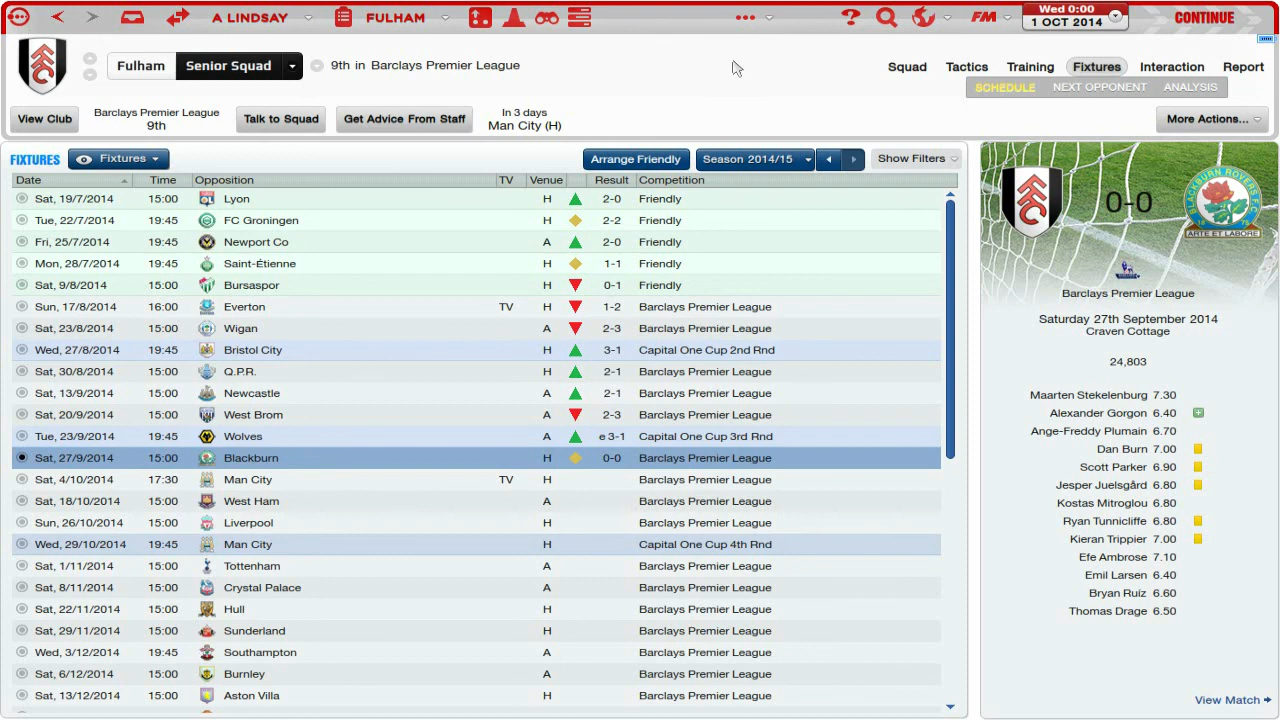 A LINDSAY FULHAM FM Wed 0:00 CONTINUE
1 OCT 2014
Fulham Senior Squad 9th in Barclays Premier League Squad Tactics Training Fixtures Interaction Report
SCHEDULE NEXT OPPONENT ANALYSIS
View Club Barclays Premier League Talk to Squad Get Advice From Staff In 3 days More Actions...
9th Man City (H)
FIXTURES Fixtures Arrange Friendly Season 2014/15 Show Filters
Date Time Opposition TV Venue Result Competition
Sat, 19/7/2014 15:00 Lyon H 2-0 Friendly
Tue, 22/7/2014 19:45 FC Groningen H 2-2 Friendly
Fri, 25/7/2014 19:45 Newport Co A 2-0 Friendly
Mon, 28/7/2014 19:45 Saint-Étienne H 1-1 Friendly
Sat, 9/8/2014 15:00 Bursaspor H 0-1 Friendly
Sun, 17/8/2014 16:00 Everton TV H 1-2 Barclays Premier League
Sat, 23/8/2014 15:00 Wigan A 2-3 Barclays Premier League
Wed, 27/8/2014 19:45 Bristol City H 3-1 Capital One Cup 2nd Rnd
Sat, 30/8/2014 15:00 Q.P.R. H 2-1 Barclays Premier League
Sat, 13/9/2014 15:00 Newcastle A 2-1 Barclays Premier League
Sat, 20/9/2014 15:00 West Brom A 2-3 Barclays Premier League
Tue, 23/9/2014 19:45 Wolves A e 3-1 Capital One Cup 3rd Rnd
Sat, 27/9/2014 15:00 Blackburn H 0-0 Barclays Premier League
Sat, 4/10/2014 17:30 Man City TV H Barclays Premier League
Sat, 18/10/2014 15:00 West Ham A Barclays Premier League
Sun, 26/10/2014 15:00 Liverpool H Barclays Premier League
Wed, 29/10/2014 19:45 Man City H Capital One Cup 4th Rnd
Sat, 1/11/2014 15:00 Tottenham A Barclays Premier League
Sat, 8/11/2014 15:00 Crystal Palace A Barclays Premier League
Sat, 22/11/2014 15:00 Hull H Barclays Premier League
Sat, 29/11/2014 15:00 Sunderland H Barclays Premier League
Wed, 3/12/2014 19:45 Southampton A Barclays Premier League
Sat, 6/12/2014 15:00 Burnley A Barclays Premier League
Sat, 13/12/2014 15:00 Aston Villa H Barclays Premier League
0-0
BLACKBURN ROVERS F.C.
ARTE ET LABORE
Barclays Premier League
Saturday 27th September 2014
Craven Cottage
24,803
Maarten Stekelenburg 7.30
Alexander Gorgon 6.40
Ange-Freddy Plumain 6.70
Dan Burn 7.00
Scott Parker 6.90
Jesper Juelsgård 6.80
Kostas Mitroglou 6.80
Ryan Tunnicliffe 6.80
Kieran Trippier 7.00
Efe Ambrose 7.10
Emil Larsen 6.40
Bryan Ruíz 6.60
Thomas Drage 6.50
View Match